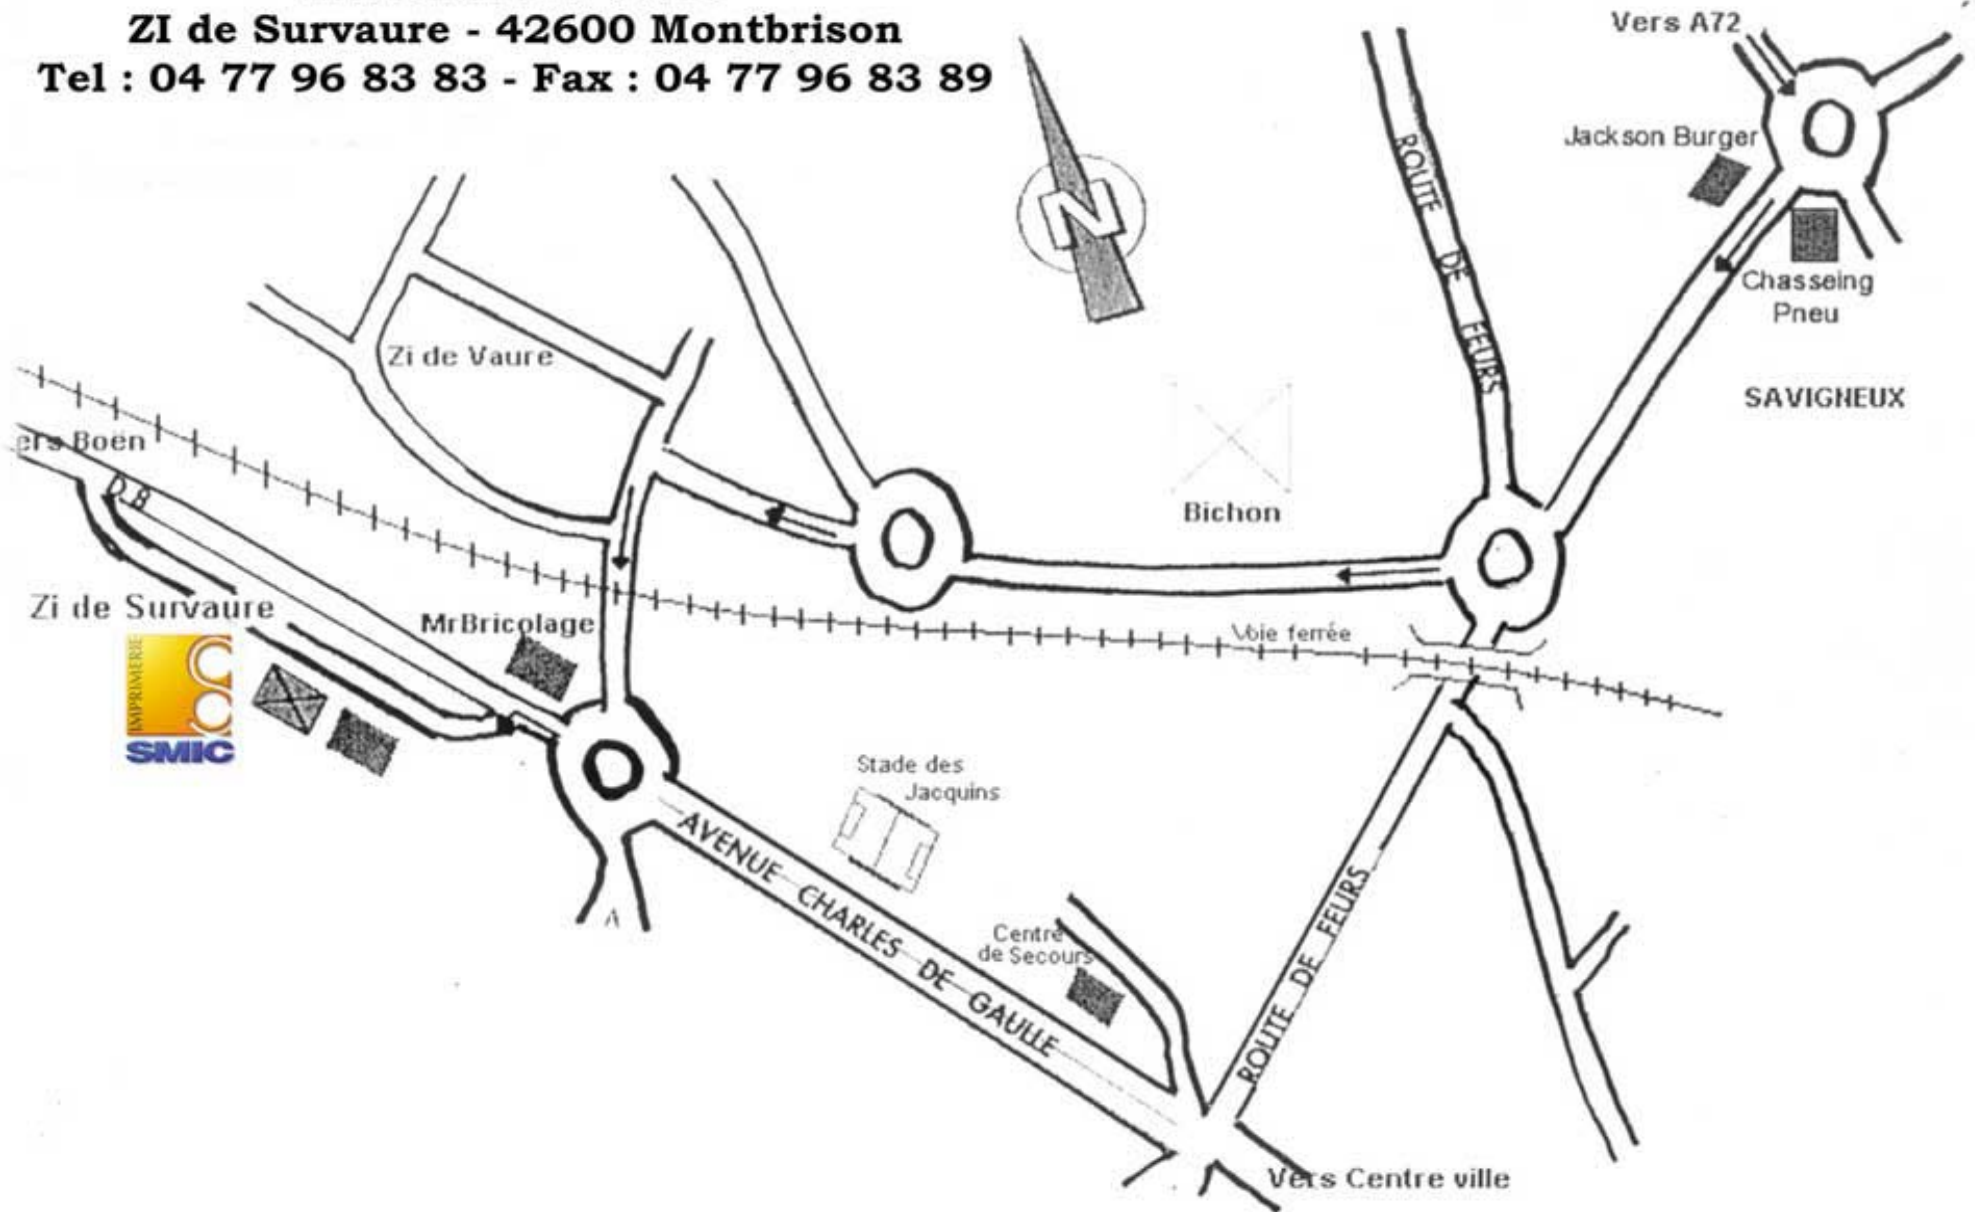 ZI de Survaure - 42600 Montbrison
Tel : 04 77 96 83 83 - Fax : 04 77 96 83 89
Vers A72
Jackson Burger
Chasseing
Pneu
SAVIGNEUX
ROUTE DE FEURS
N
Zi de Vaure
ers Boën
D 8
Bichon
Zi de Survaure
MrBricolage
Voie ferrée
IMPRIMERIE
SMIC
Stade des
Jacquins
AVENUE CHARLES DE GAULLE
Centre
de Secours
ROUTE DE FEURS
Vers Centre ville